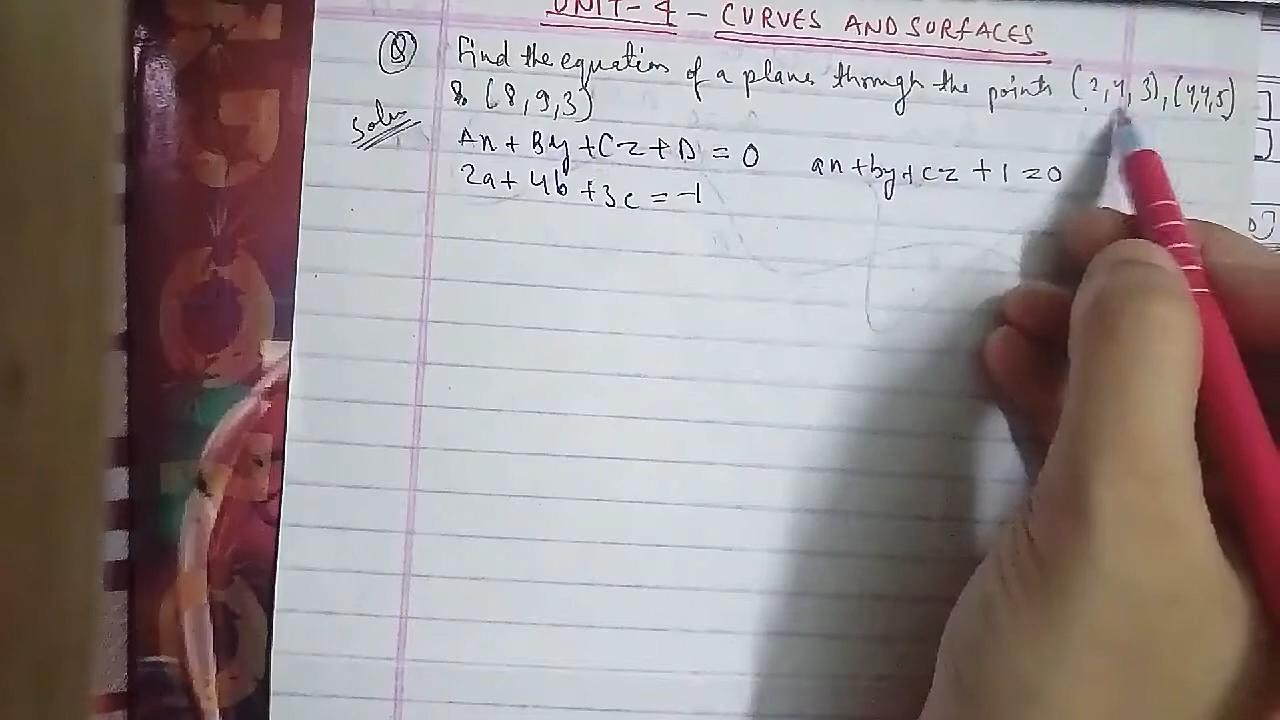 UNIT-4 - CURVES AND SURFACES
Q Find the equation of a plane through the points (2,4,3),(4,4,5)
& (8,9,3)
Soln
Ax + By + Cz + D = 0 ax + by + cz + 1 = 0
2a + 4b + 3c = -1